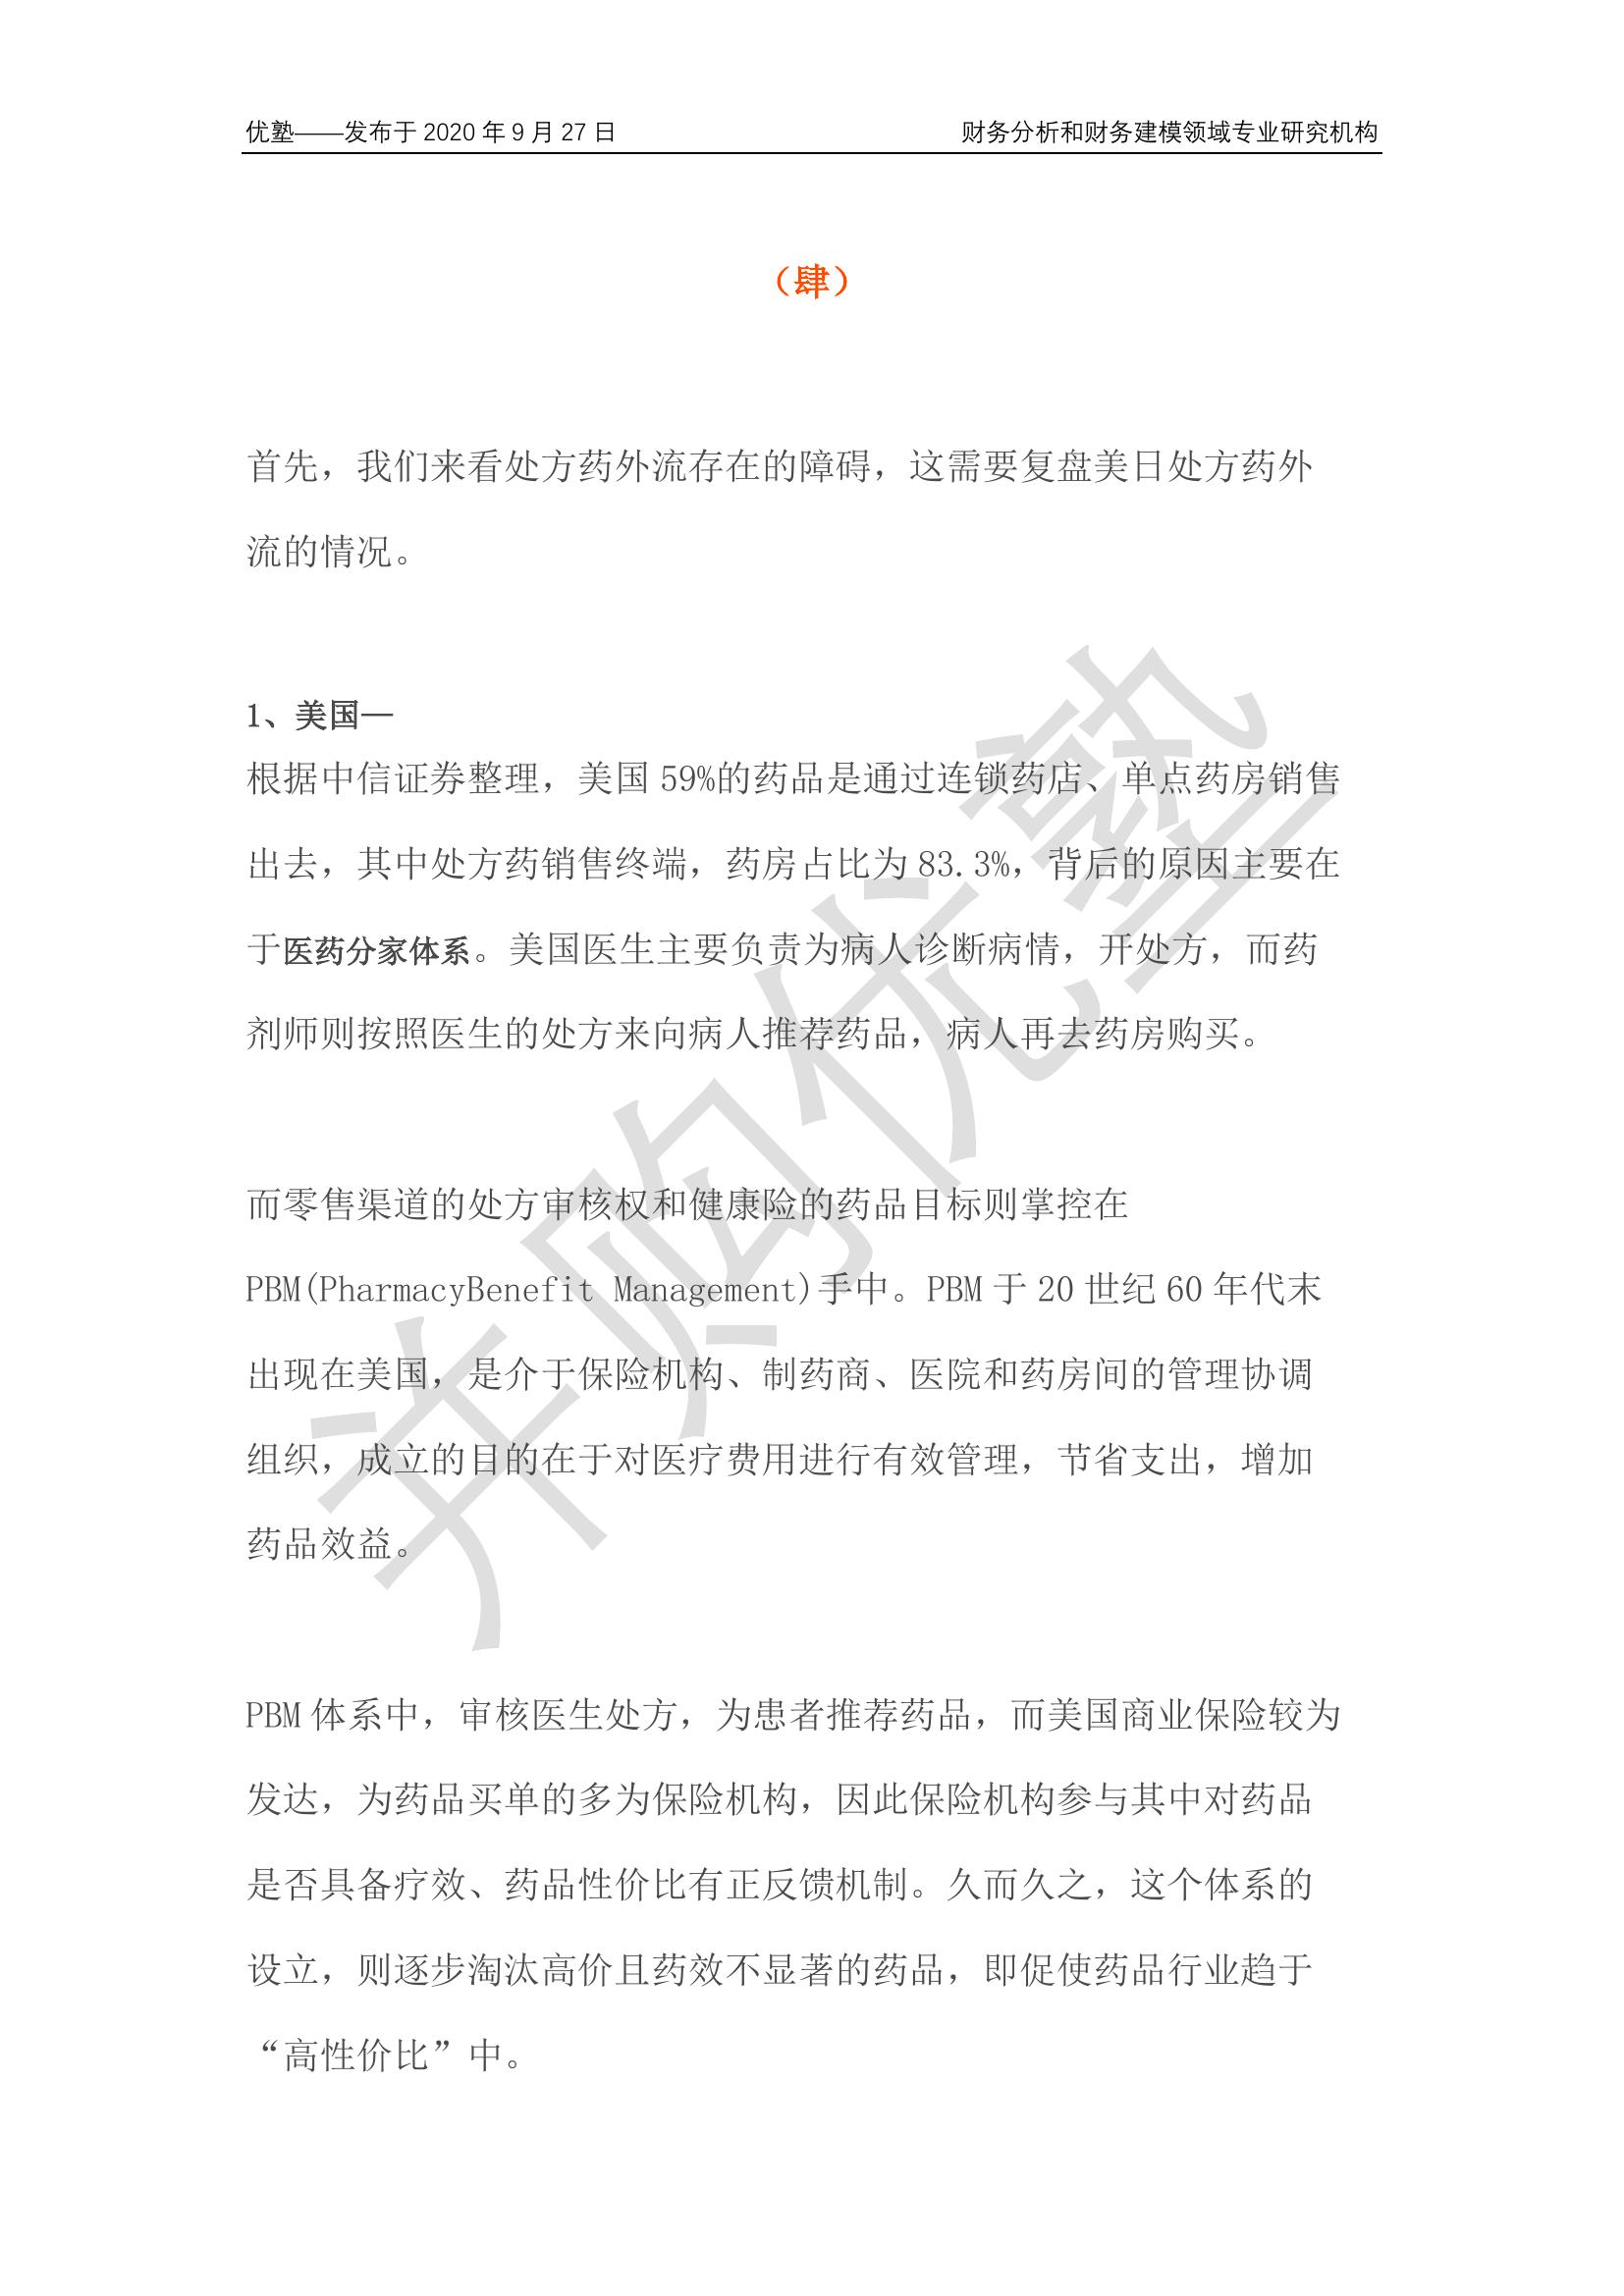 优塾——发布于 2020 年 9 月 27 日 财务分析和财务建模领域专业研究机构
（肆）
首先，我们来看处方药外流存在的障碍，这需要复盘美日处方药外
流的情况。
1、美国—
根据中信证券整理，美国 59%的药品是通过连锁药店、单点药房销售
出去，其中处方药销售终端，药房占比为 83.3%，背后的原因主要在
于医药分家体系。美国医生主要负责为病人诊断病情，开处方，而药
剂师则按照医生的处方来向病人推荐药品，病人再去药房购买。
而零售渠道的处方审核权和健康险的药品目标则掌控在
PBM(PharmacyBenefit Management)手中。PBM 于 20 世纪 60 年代末
出现在美国，是介于保险机构、制药商、医院和药房间的管理协调
组织，成立的目的在于对医疗费用进行有效管理，节省支出，增加
药品效益。
PBM 体系中，审核医生处方，为患者推荐药品，而美国商业保险较为
发达，为药品买单的多为保险机构，因此保险机构参与其中对药品
是否具备疗效、药品性价比有正反馈机制。久而久之，这个体系的
设立，则逐步淘汰高价且药效不显著的药品，即促使药品行业趋于
“高性价比”中。
并购优塾